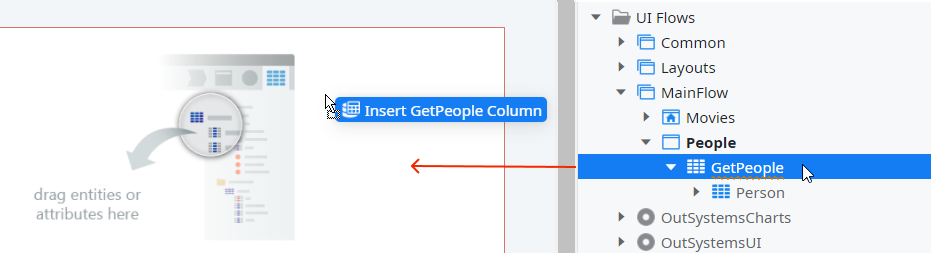 Insert GetPeople Column
drag entities or
attributes here
UI Flows
Common
Layouts
MainFlow
Movies
People
GetPeople
Person
OutSystemsCharts
OutSystemsUI